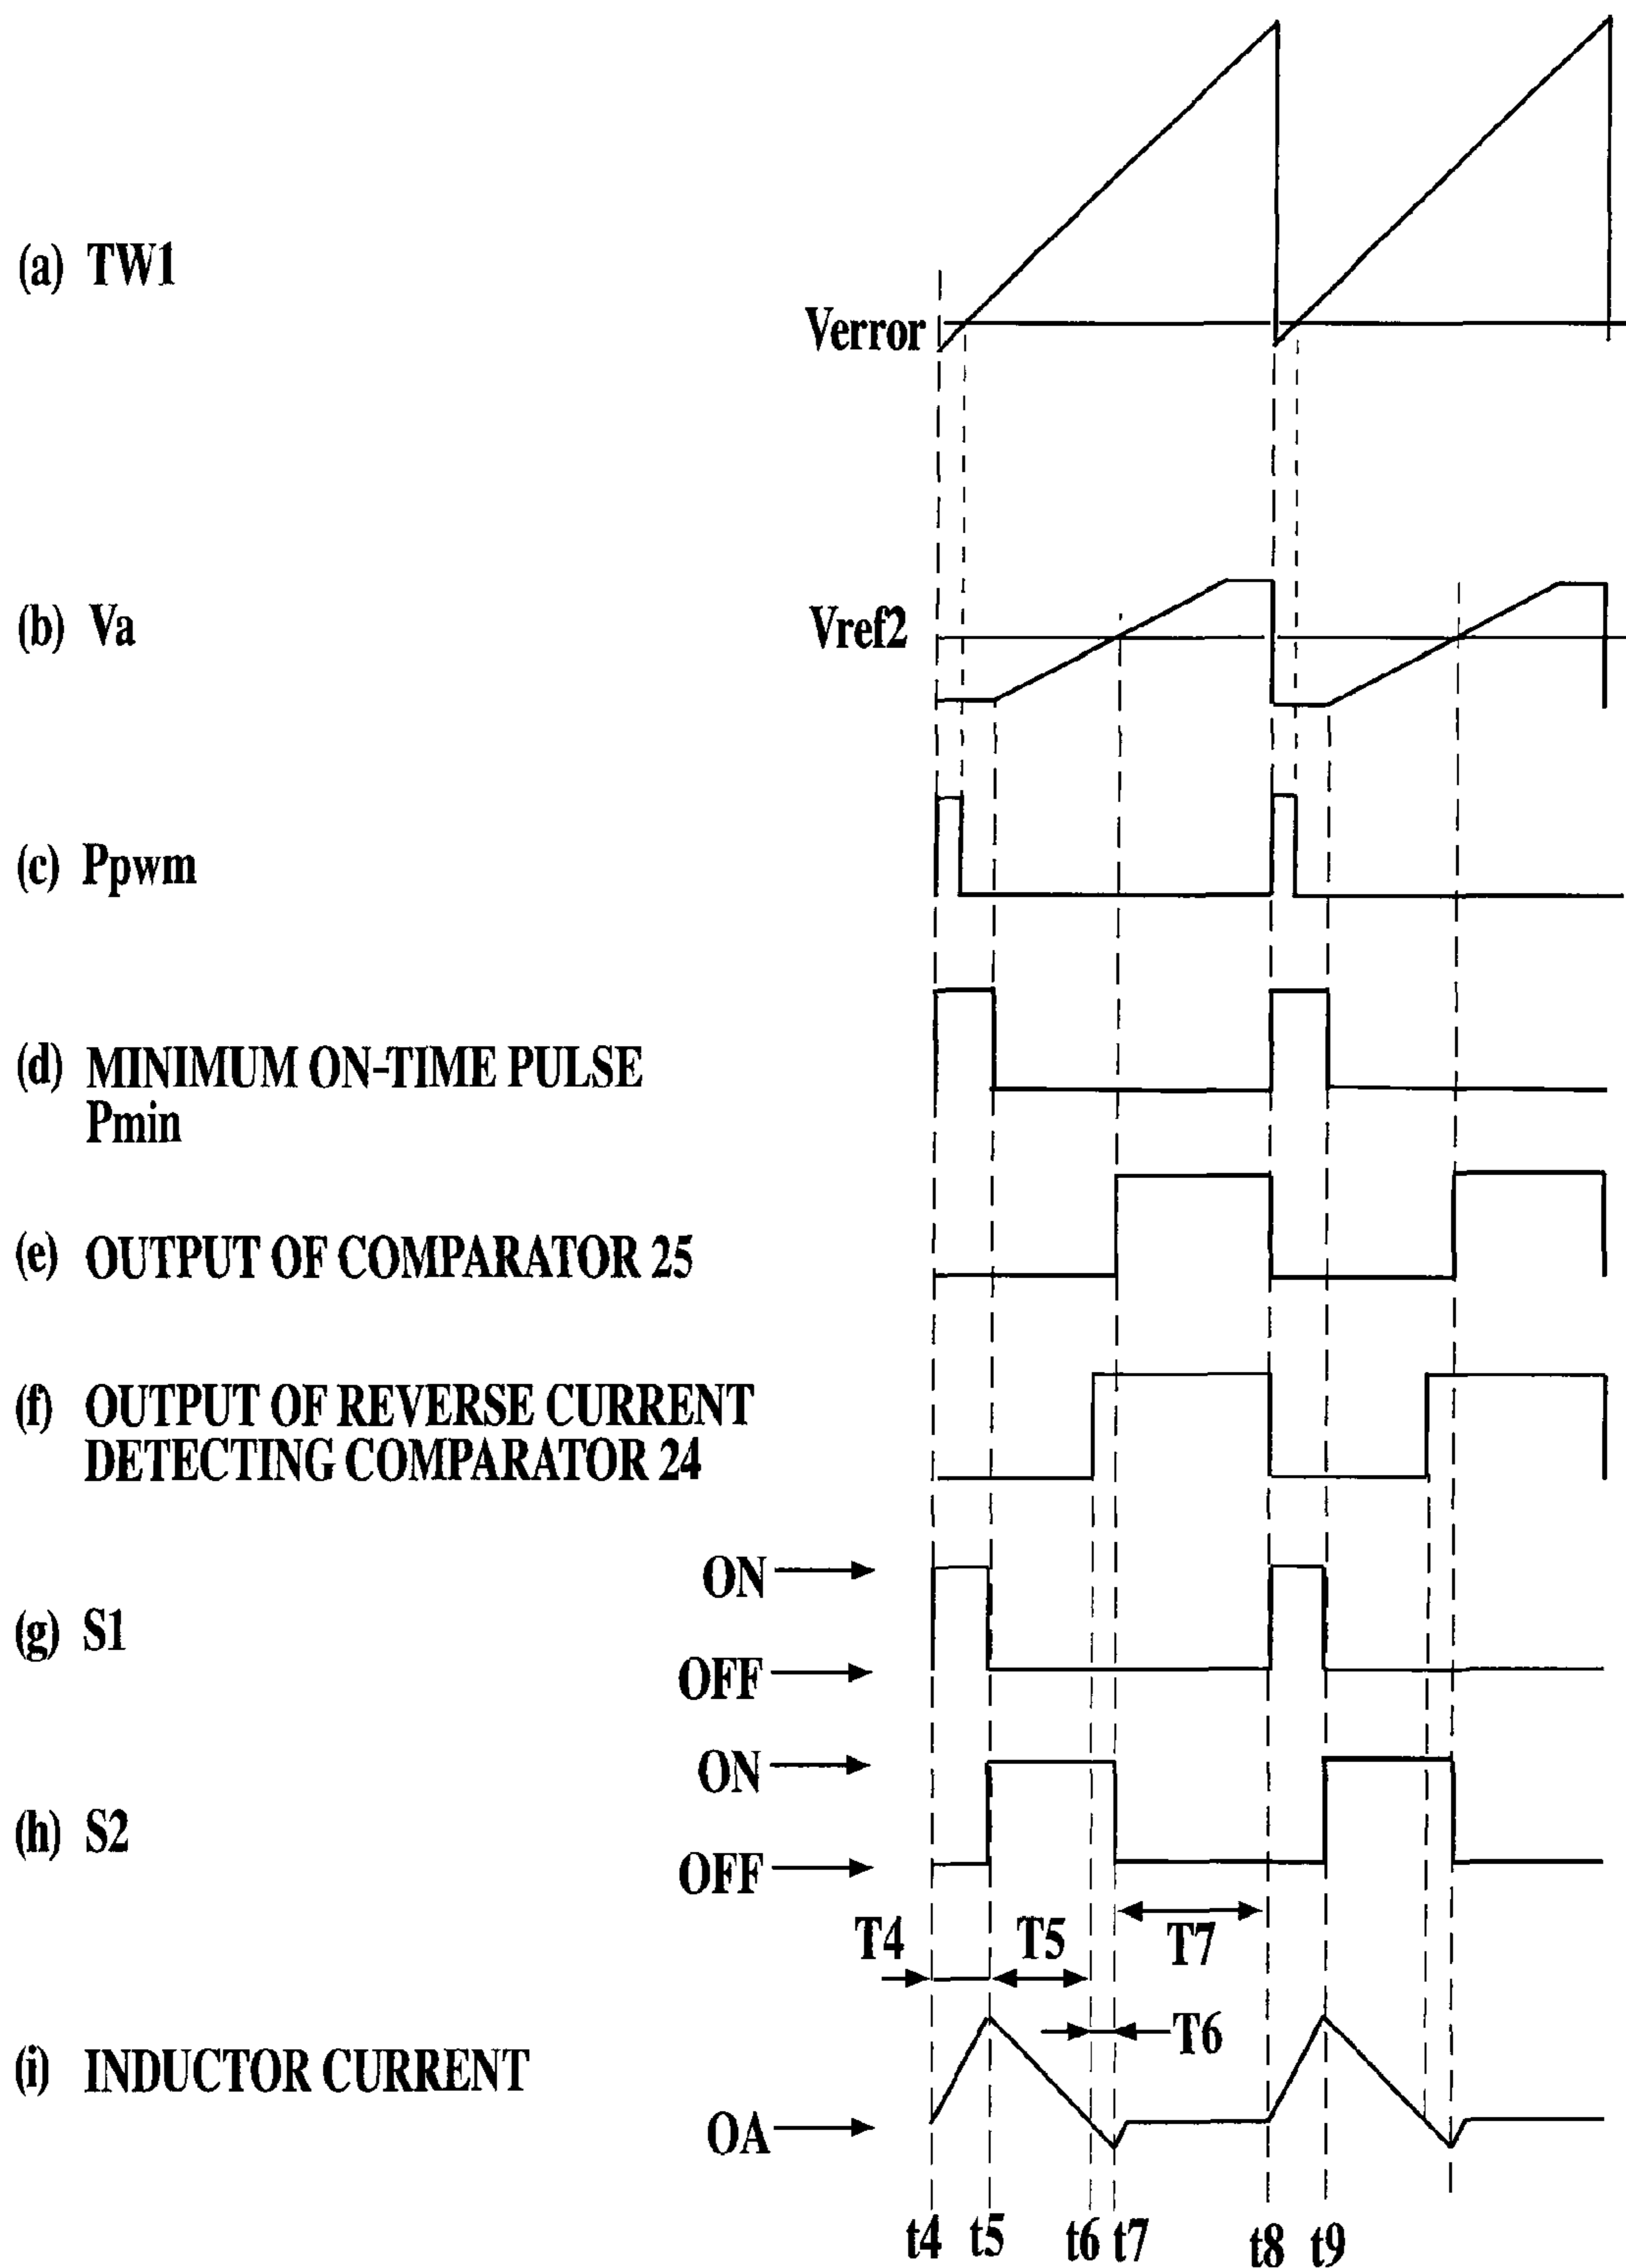 (a) TW1
Verror
(b) Va
Vref2
(c) Ppwm
(d) MINIMUM ON-TIME PULSE
Pmin
(e) OUTPUT OF COMPARATOR 25
(f) OUTPUT OF REVERSE CURRENT
DETECTING COMPARATOR 24
ON
(g) S1
OFF
ON
(h) S2
OFF
T4 T5 T7
T6
(i) INDUCTOR CURRENT
OA
t4 t5 t6 t7 t8 t9